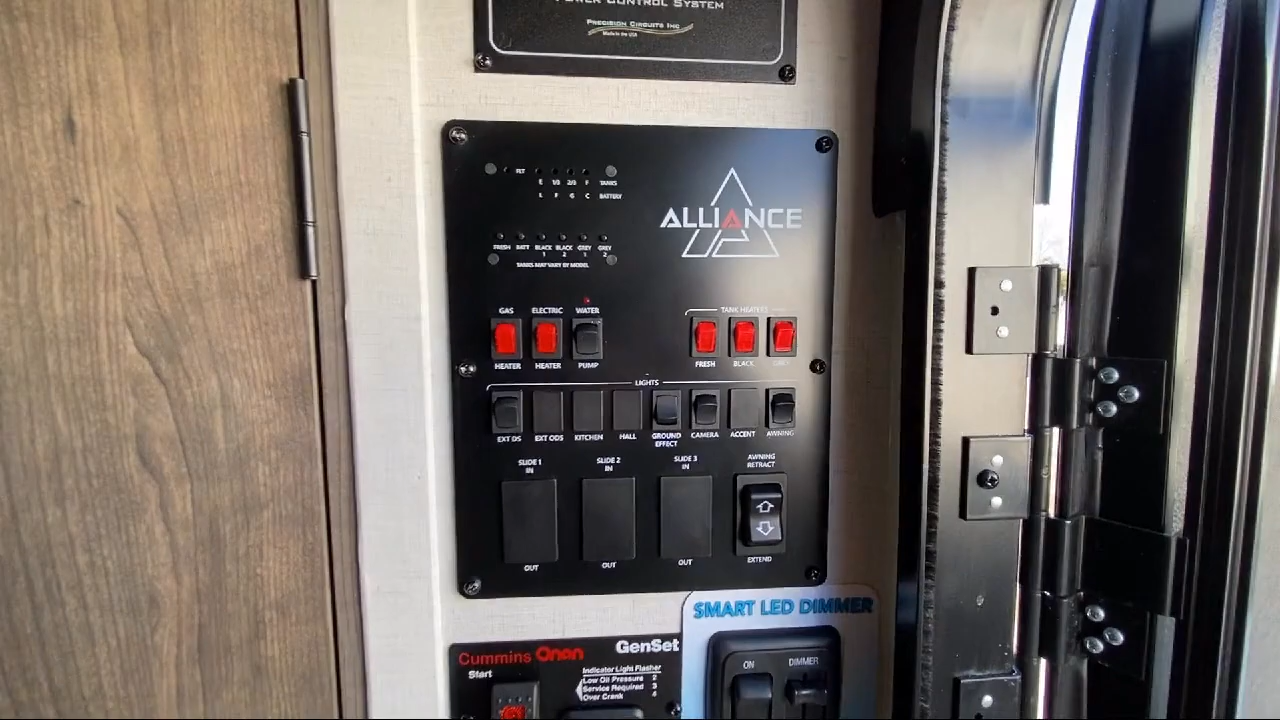 POWER CONTROL SYSTEM
PRECISION CIRCUITS INC
Made in the USA
E 1/3 2/3 F TANKS
L F G C BATTERY
ALLIANCE
FRESH BATT BLACK 1 BLACK 2 GREY 1 GREY 2
TANKS MAY VARY BY MODEL
GAS ELECTRIC WATER
TANK HEATERS
HEATER HEATER PUMP
FRESH BLACK GREY
LIGHTS
EXT DS EXT ODS KITCHEN HALL GROUND EFFECT CAMERA ACCENT AWNING
SLIDE 1 IN
SLIDE 2 IN
SLIDE 3 IN
AWNING RETRACT
OUT OUT OUT EXTEND
SMART LED DIMMER
Cummins Onan GenSet
Start
Indicator Light Flasher
Low Oil Pressure 2
Service Required 3
Over Crank 4
ON DIMMER